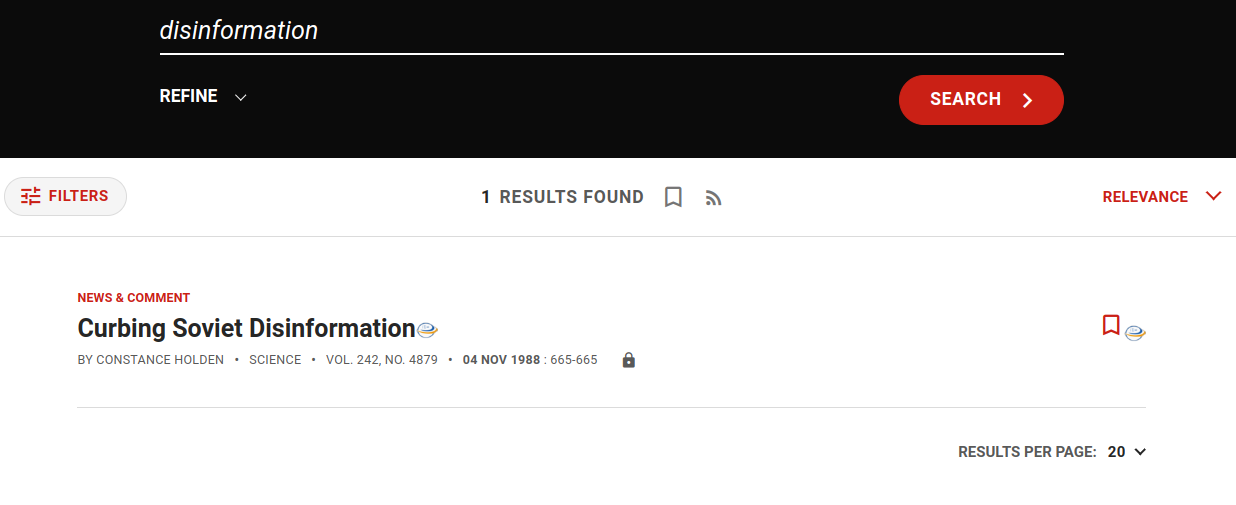 disinformation
REFINE
SEARCH
FILTERS
1 RESULTS FOUND
RELEVANCE
NEWS & COMMENT
Curbing Soviet Disinformation
BY CONSTANCE HOLDEN • SCIENCE • VOL. 242, NO. 4879 • 04 NOV 1988 : 665-665
RESULTS PER PAGE: 20